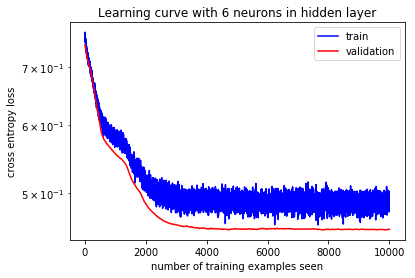 Learning curve with 6 neurons in hidden layer
train
validation
7 × 10⁻¹
6 × 10⁻¹
5 × 10⁻¹
cross entropy loss
0 2000 4000 6000 8000 10000
number of training examples seen